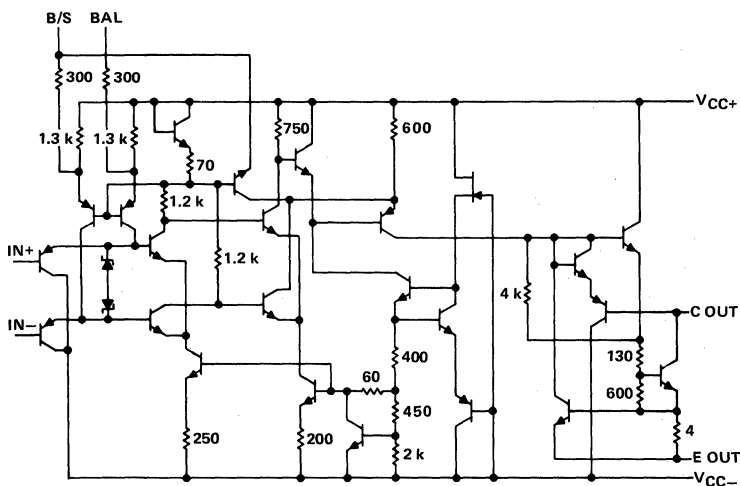 B/S BAL
300 300
VCC+
1.3 k 1.3 k
750
600
70
1.2 k
IN+
1.2 k
4 k
IN−
C OUT
400
130
60
600
450
4
250
200
2 k
E OUT
VCC−